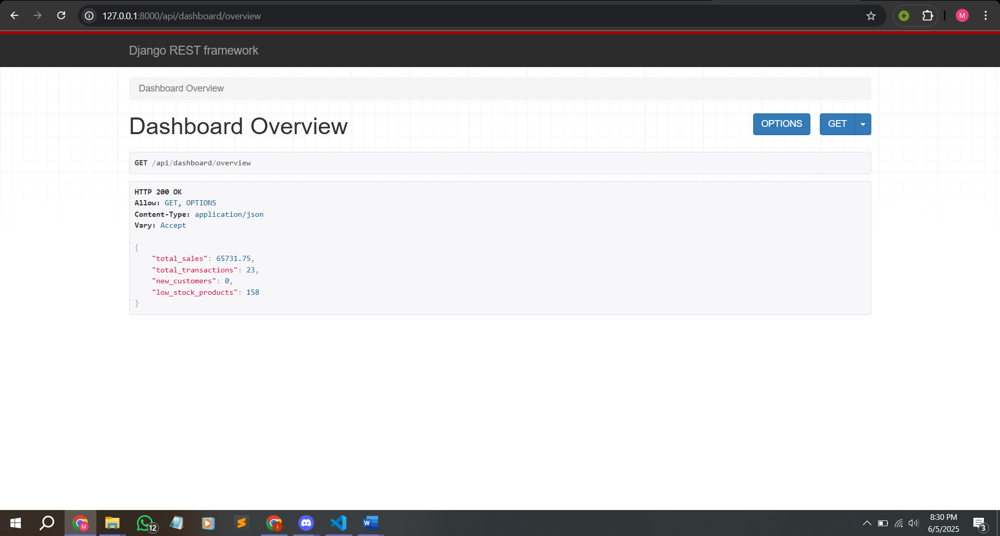 127.0.0.1:8000/api/dashboard/overview
M
Django REST framework
Dashboard Overview
Dashboard Overview
OPTIONS
GET
GET /api/dashboard/overview
HTTP 200 OK
Allow: GET, OPTIONS
Content-Type: application/json
Vary: Accept
{
    "total_sales": 65731.75,
    "total_transactions": 23,
    "new_customers": 0,
    "low_stock_products": 158
}
M
12
i
W
8:30 PM
6/5/2025
3